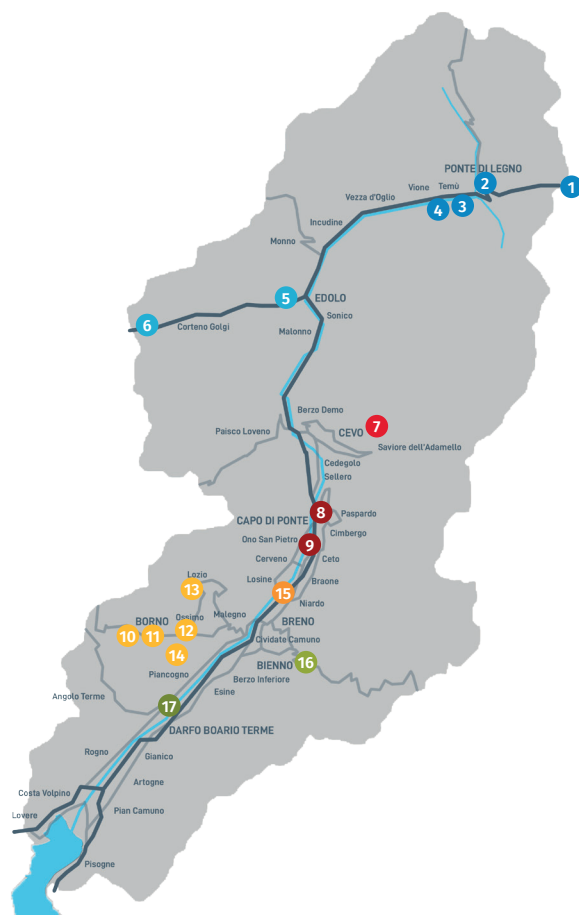 PONTE DI LEGNO
2
1
Temù
Vione
3
4
Vezza d'Oglio
Incudine
Monno
5
EDOLO
6
Corteno Golgi
Sonico
Malonno
Berzo Demo
7
CEVO
Paisco Loveno
Saviore dell'Adamello
Cedegolo
Sellero
8
Paspardo
CAPO DI PONTE
Cimbergo
Ono San Pietro
9
Cerveno
Ceto
Lozio
Losine
Braone
13
15
Niardo
Ossimo
Malegno
BORNO
BRENO
10
11
12
Cividate Camuno
14
BIENNO
16
Piancogno
Berzo Inferiore
Esine
Angolo Terme
17
DARFO BOARIO TERME
Rogno
Gianico
Artogne
Costa Volpino
Pian Camuno
Lovere
Pisogne